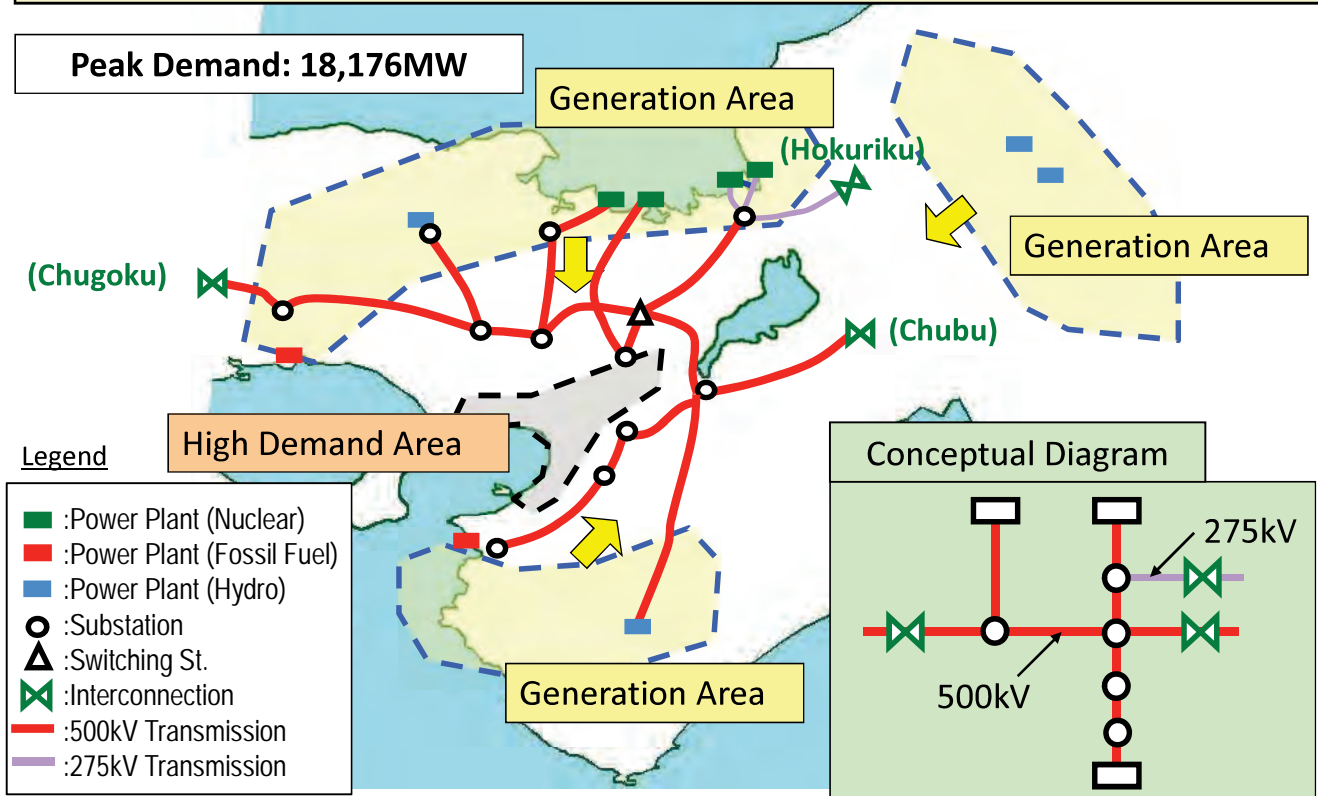 Peak Demand: 18,176MW
Generation Area
(Hokuriku)
Generation Area
(Chugoku)
(Chubu)
High Demand Area
Generation Area
Legend
:Power Plant (Nuclear)
:Power Plant (Fossil Fuel)
:Power Plant (Hydro)
:Substation
:Switching St.
:Interconnection
:500kV Transmission
:275kV Transmission
Conceptual Diagram
275kV
500kV